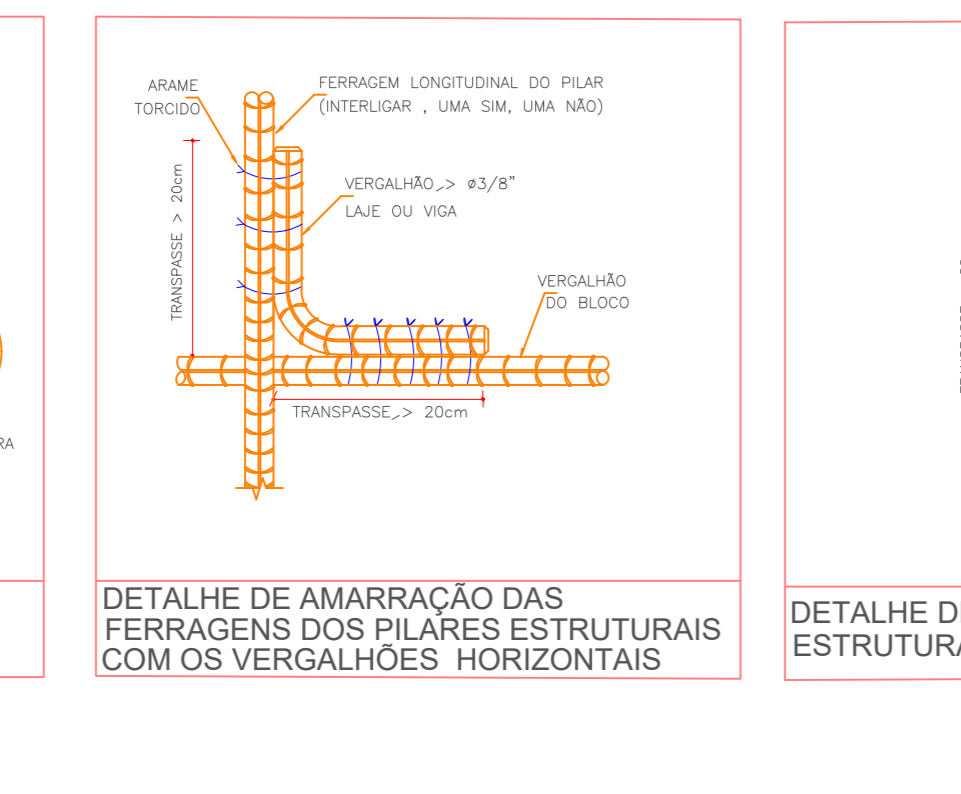 ARAME
TORCIDO
FERRAGEM LONGITUDINAL DO PILAR
(INTERLIGAR , UMA SIM, UMA NÃO)
TRANSPASSE > 20cm
VERGALHÃO > ø3/8"
LAJE OU VIGA
VERGALHÃO
DO BLOCO
TRANSPASSE > 20cm
RA
DETALHE DE AMARRAÇÃO DAS
FERRAGENS DOS PILARES ESTRUTURAIS
COM OS VERGALHÕES HORIZONTAIS
DETALHE D
ESTRUTURA